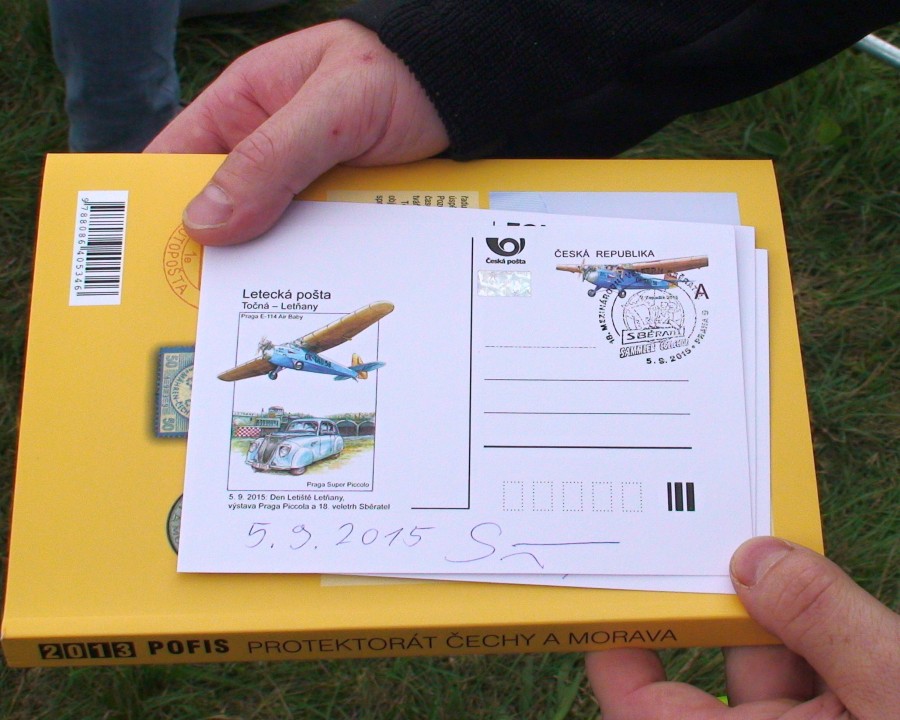 9788086405346
Česká pošta
ČESKÁ REPUBLIKA
A
Letecká pošta
Točná – Letňany
Praga E-114 Air Baby
SBĚRATEL
5.9.2015 • PRAHA 9
Praga Super Piccolo
5. 9. 2015: Den Letiště Letňany,
výstava Praga Piccola a 18. veletrh Sběratel
5.9.2015
2013 POFIS PROTEKTORÁT ČECHY A MORAVA